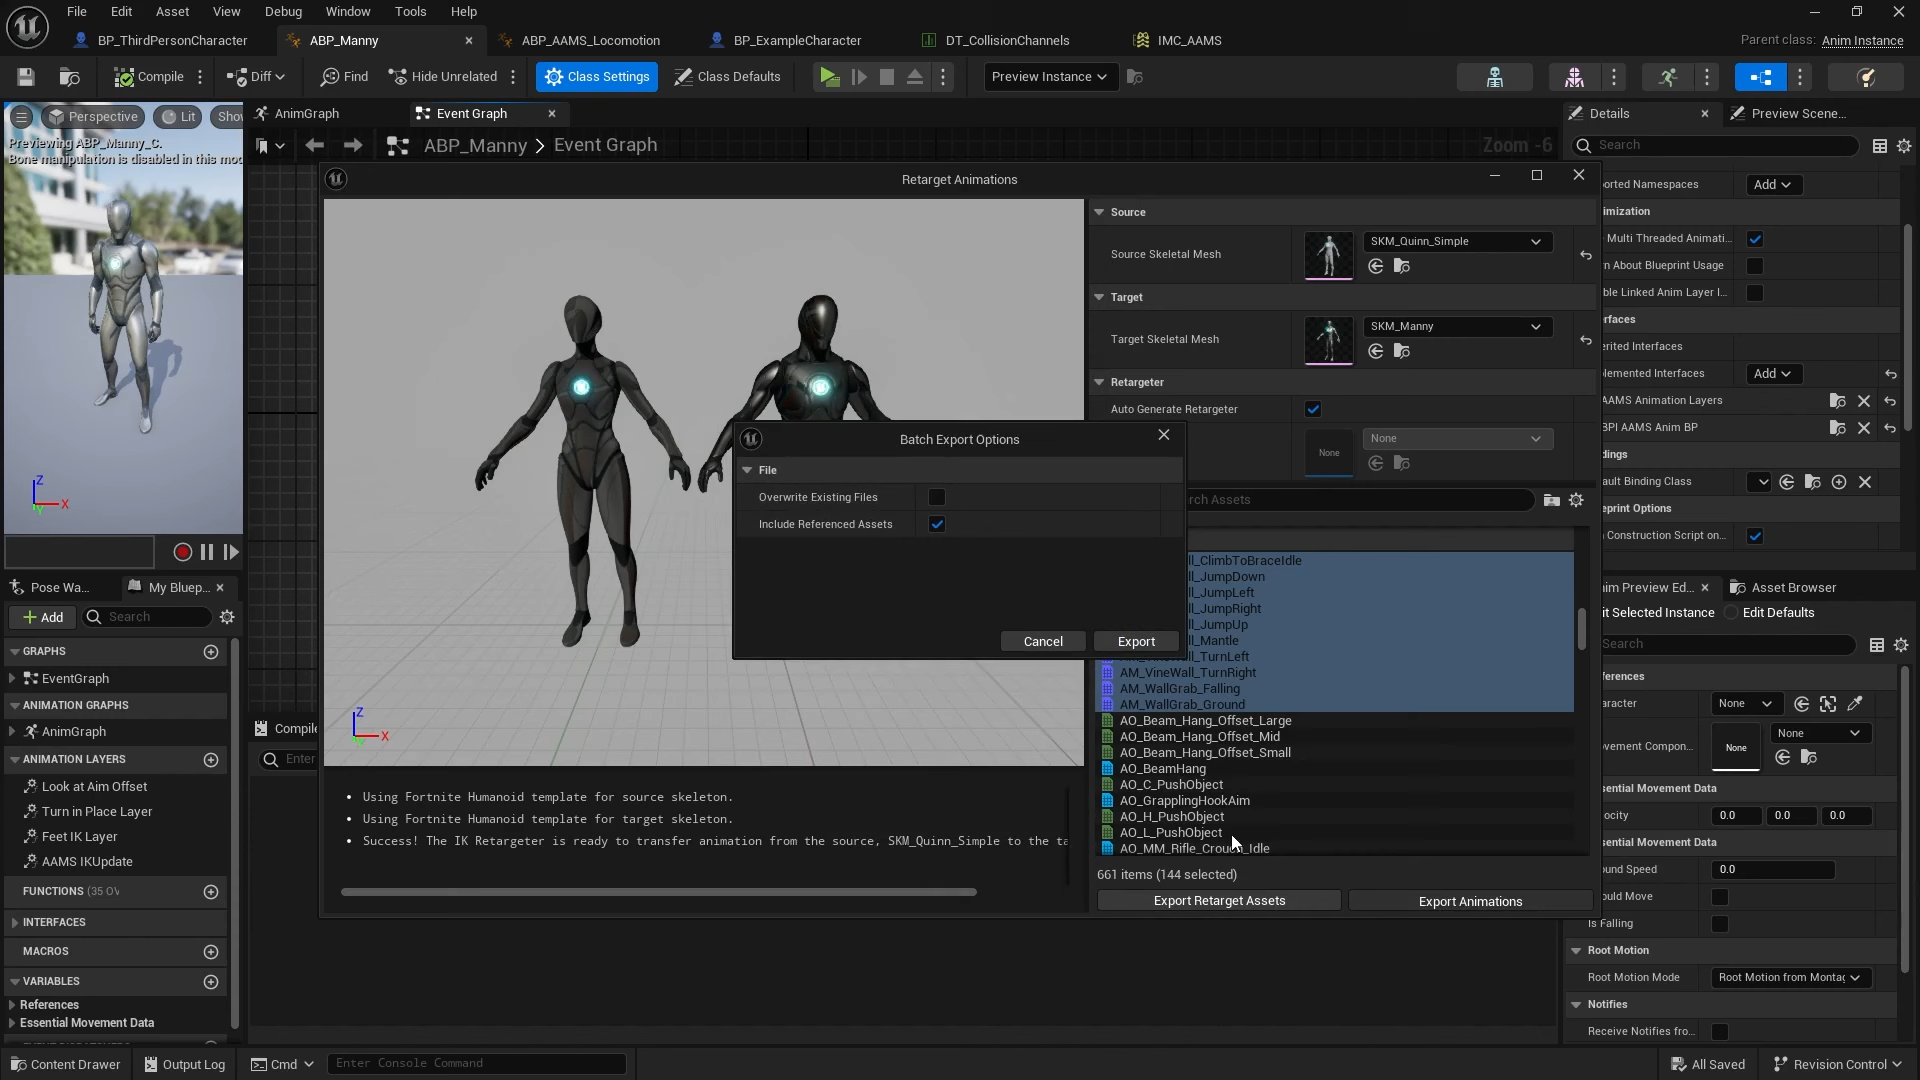 File Edit Asset View Debug Window Tools Help
BP_ThirdPersonCharacter ABP_Manny ABP_AAMS_Locomotion BP_ExampleCharacter DT_CollisionChannels IMC_AAMS Parent class: Anim Instance
Compile Diff Find Hide Unrelated Class Settings Class Defaults Preview Instance
Perspective Lit Show
Previewing ABP_Manny_C.
Bone manipulation is disabled in this mod
AnimGraph Event Graph
ABP_Manny > Event Graph Zoom -6
Retarget Animations
Source
Source Skeletal Mesh SKM_Quinn_Simple
Target
Target Skeletal Mesh SKM_Manny
Retargeter
Auto Generate Retargeter
None None
Batch Export Options
File
Overwrite Existing Files
Include Referenced Assets
Cancel Export
rch Assets
ll_ClimbToBraceIdle
ll_JumpDown
ll_JumpLeft
ll_JumpRight
ll_JumpUp
ll_Mantle
AM_VineWall_TurnLeft
AM_VineWall_TurnRight
AM_WallGrab_Falling
AM_WallGrab_Ground
AO_Beam_Hang_Offset_Large
AO_Beam_Hang_Offset_Mid
AO_Beam_Hang_Offset_Small
AO_BeamHang
AO_C_PushObject
AO_GrapplingHookAim
AO_H_PushObject
AO_L_PushObject
AO_MM_Rifle_Crouch_Idle
661 items (144 selected)
Export Retarget Assets Export Animations
• Using Fortnite Humanoid template for source skeleton.
• Using Fortnite Humanoid template for target skeleton.
• Success! The IK Retargeter is ready to transfer animation from the source, SKM_Quinn_Simple to the ta
Z
X
Z
X
Pose Wa... My Bluep...
Add Search
GRAPHS
EventGraph
ANIMATION GRAPHS
AnimGraph
ANIMATION LAYERS
Look at Aim Offset
Turn in Place Layer
Feet IK Layer
AAMS IKUpdate
FUNCTIONS (35 OV
INTERFACES
MACROS
VARIABLES
References
Essential Movement Data
Compile
Enter
Details Preview Scene...
Search
orted Namespaces Add
imization
Multi Threaded Animati...
rn About Blueprint Usage
ble Linked Anim Layer I...
rfaces
erited Interfaces
lemented Interfaces Add
AAMS Animation Layers
BPI AAMS Anim BP
dings
ault Binding Class
eprint Options
Construction Script on...
nim Preview Ed... Asset Browser
it Selected Instance Edit Defaults
Search
ferences
aracter None
ovement Compon... None None
sential Movement Data
ocity 0.0 0.0 0.0
sential Movement Data
ound Speed 0.0
ould Move
Is Falling
Root Motion
Root Motion Mode Root Motion from Montag
Notifies
Receive Notifies fro...
Content Drawer Output Log Cmd Enter Console Command All Saved Revision Control